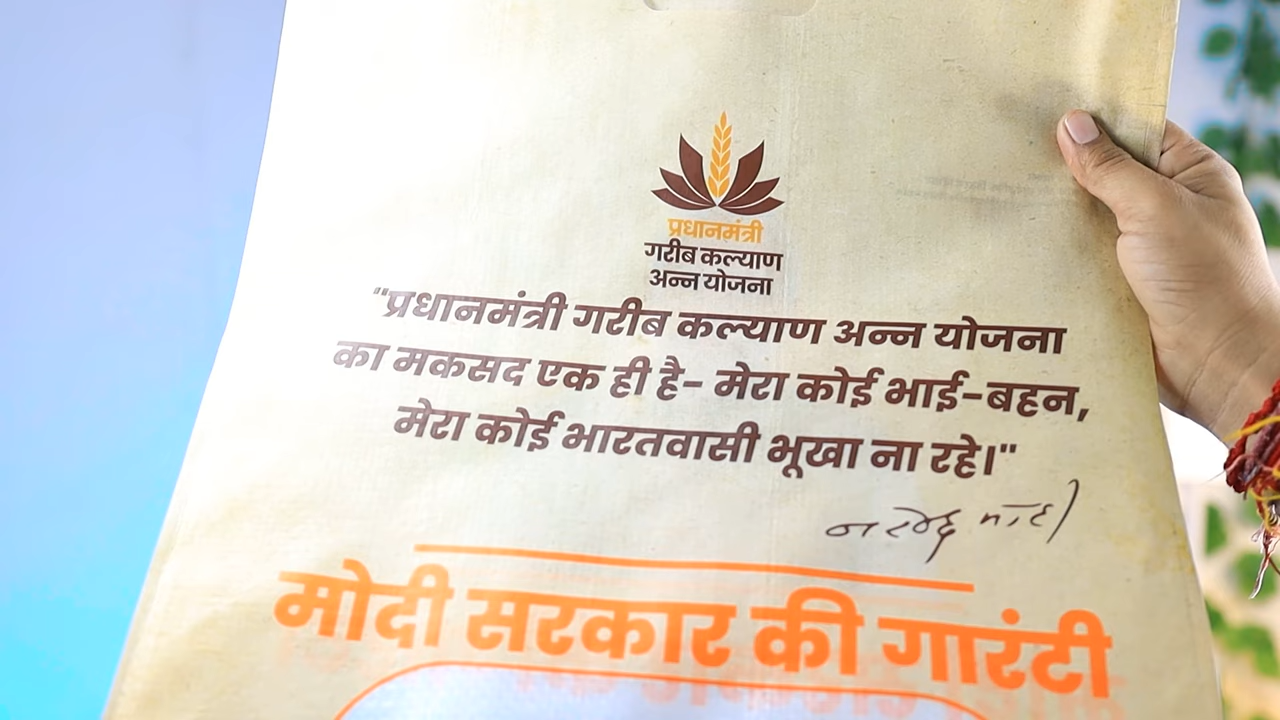 प्रधानमंत्री
गरीब कल्याण
अन्न योजना
"प्रधानमंत्री गरीब कल्याण अन्न योजना
का मकसद एक ही है- मेरा कोई भाई-बहन,
मेरा कोई भारतवासी भूखा ना रहे।"
नरेन्द्र मोदी
मोदी सरकार की गारंटी